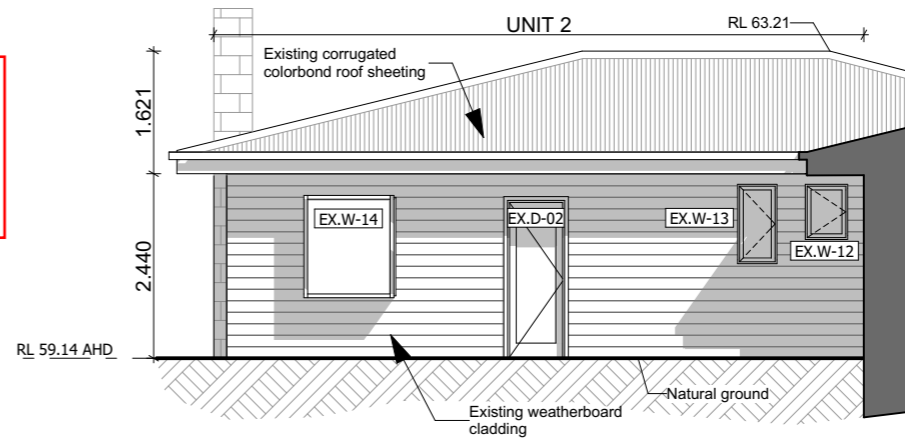 UNIT 2
RL 63.21
Existing corrugated
colorbond roof sheeting
1.621
EX.W-14
EX.D-02
EX.W-13
EX.W-12
2.440
RL 59.14 AHD
Natural ground
Existing weatherboard
cladding